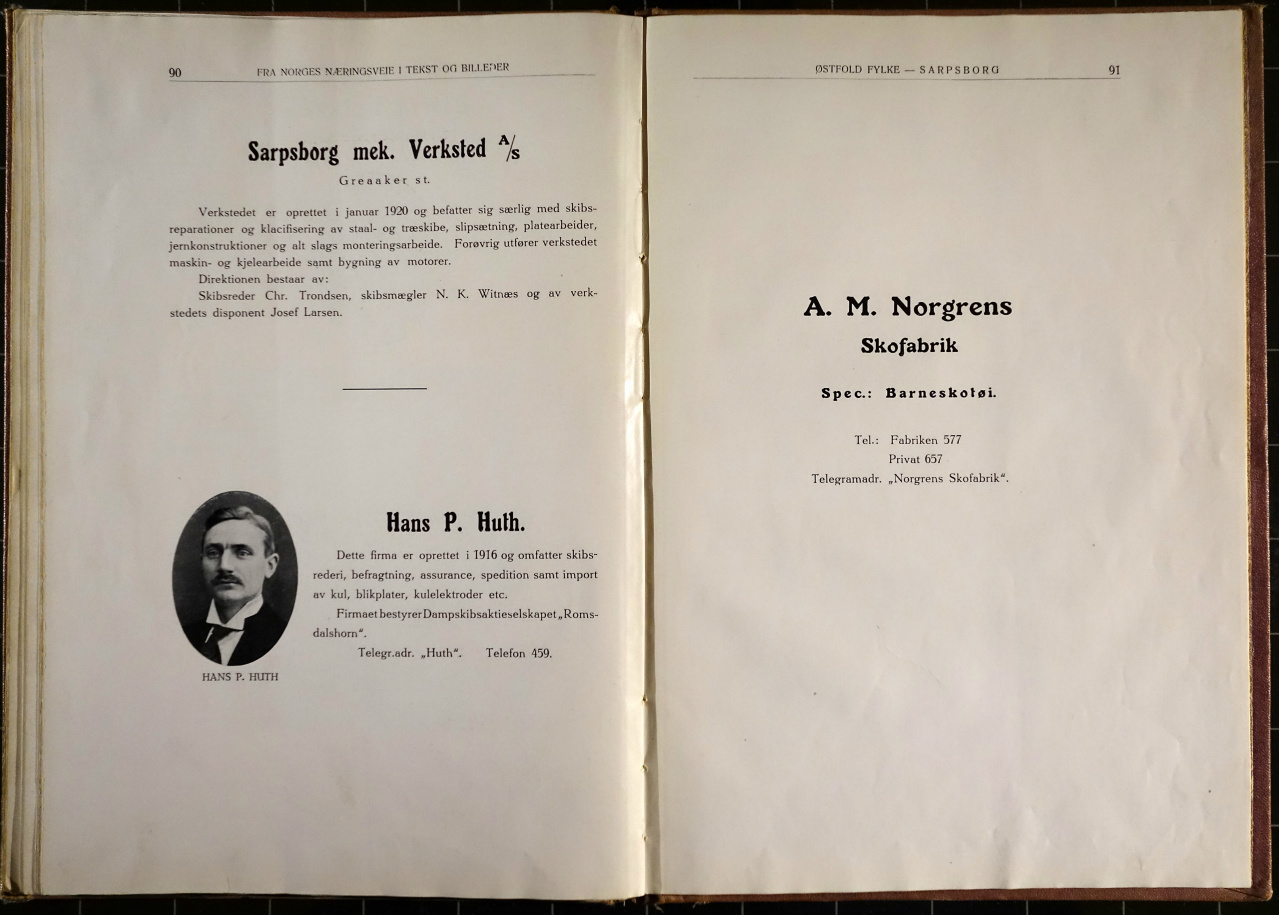 90
FRA NORGES NÆRINGSVEIE I TEKST OG BILLEDER
Sarpsborg mek. Verksted A/S
Greaaker st.
Verkstedet er oprettet i januar 1920 og befatter sig særlig med skibs-
reparationer og klacifisering av staal- og træskibe, slipsætning, platearbeider,
jernkonstruktioner og alt slags monteringsarbeide. Forøvrig utfører verkstedet
maskin- og kjelearbeide samt bygning av motorer.
Direktionen bestaar av:
Skibsreder Chr. Trondsen, skibsmægler N. K. Witnæs og av verk-
stedets disponent Josef Larsen.
Hans P. Huth.
Dette firma er oprettet i 1916 og omfatter skibs-
rederi, befragtning, assurance, spedition samt import
av kul, blikplater, kulelektroder etc.
Firmaet bestyrer Dampskibsaktieselskapet „Roms-
dalshorn“.
Telegr.adr. „Huth“. Telefon 459.
HANS P. HUTH
ØSTFOLD FYLKE — SARPSBORG
91
A. M. Norgrens
Skofabrik
Spec.: Barneskotøi.
Tel.: Fabriken 577
Privat 657
Telegramadr. „Norgrens Skofabrik“.